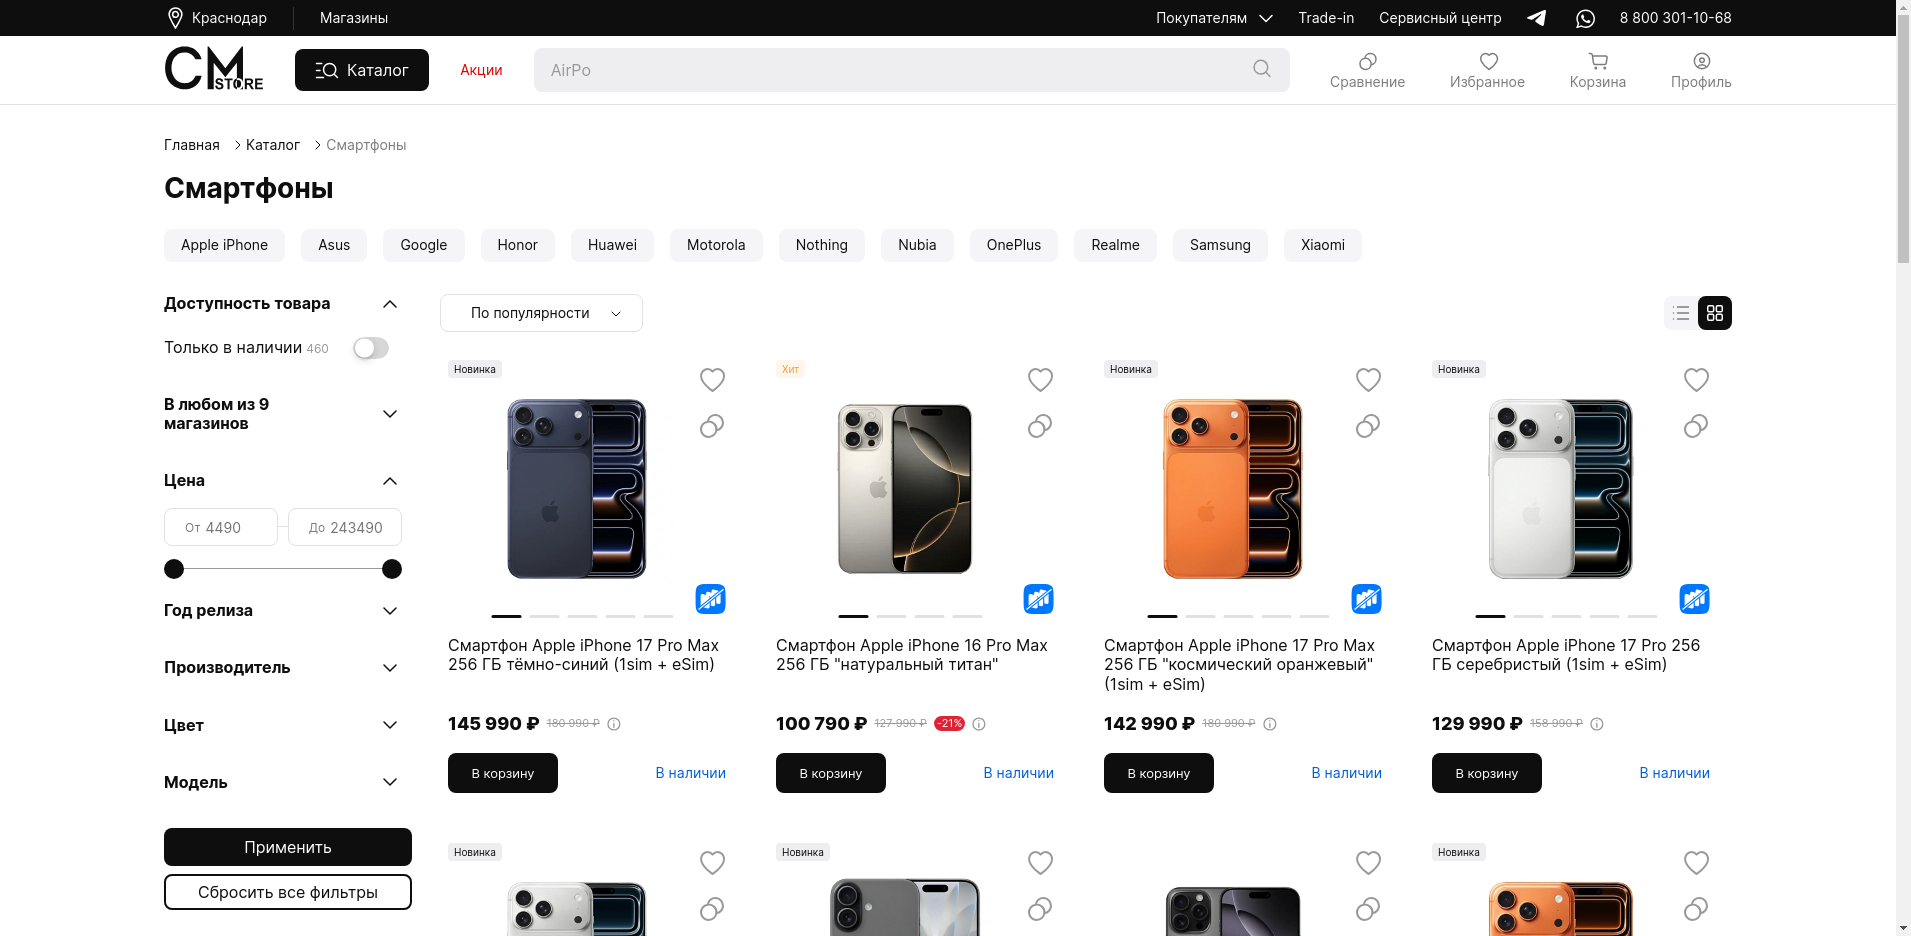 Краснодар
Магазины
Покупателям
Trade-in
Сервисный центр
8 800 301-10-68
CM STORE
Каталог
Акции
AirPo
Сравнение
Избранное
Корзина
Профиль
Главная
Каталог
Смартфоны
Смартфоны
Apple iPhone
Asus
Google
Honor
Huawei
Motorola
Nothing
Nubia
OnePlus
Realme
Samsung
Xiaomi
Доступность товара
Только в наличии 460
В любом из 9
магазинов
Цена
От 4490
До 243490
Год релиза
Производитель
Цвет
Модель
Применить
Сбросить все фильтры
По популярности
Новинка
Смартфон Apple iPhone 17 Pro Max
256 ГБ тёмно-синий (1sim + eSim)
145 990 ₽ 180 990 ₽
В корзину
В наличии
Хит
Смартфон Apple iPhone 16 Pro Max
256 ГБ "натуральный титан"
100 790 ₽ 127 990 ₽ -21%
В корзину
В наличии
Новинка
Смартфон Apple iPhone 17 Pro Max
256 ГБ "космический оранжевый"
(1sim + eSim)
142 990 ₽ 180 990 ₽
В корзину
В наличии
Новинка
Смартфон Apple iPhone 17 Pro 256
ГБ серебристый (1sim + eSim)
129 990 ₽ 158 990 ₽
В корзину
В наличии
Новинка
Новинка
Новинка